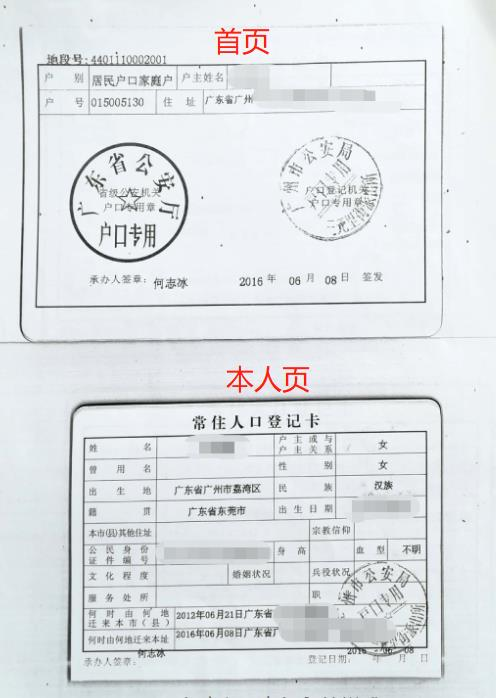 首页
地段号:4401110002001
户 别 居民户口家庭户 户主姓名
户 号 015005130 住 址 广东省广州
广东省公安厅
省级公安机关
户口专用章
户口专用
广州市公安局
户口登记机关
户口专用章
户口专用
承办人签章: 何志冰 2016 年 06 月 08 日 签发
本人页
常住人口登记卡
姓 名 户主或与户主关系 女
曾用名 性 别 女
出生地 广东省广州市荔湾区 民 族 汉族
籍 贯 广东省东莞市 出生日期
本市(县)其他住址 宗教信仰
公民身份证件编号 身 高 血 型 不明
文化程度 婚姻状况 兵役状况
服务处所 职
何时由何地迁来本市(县) 2012年06月21日广东省
何时由何地迁来本址 2016年06月08日广东省广
州市公安局
户口专用
承办人签章: 何志冰 登记日期: 2016 年 06 月 08 日